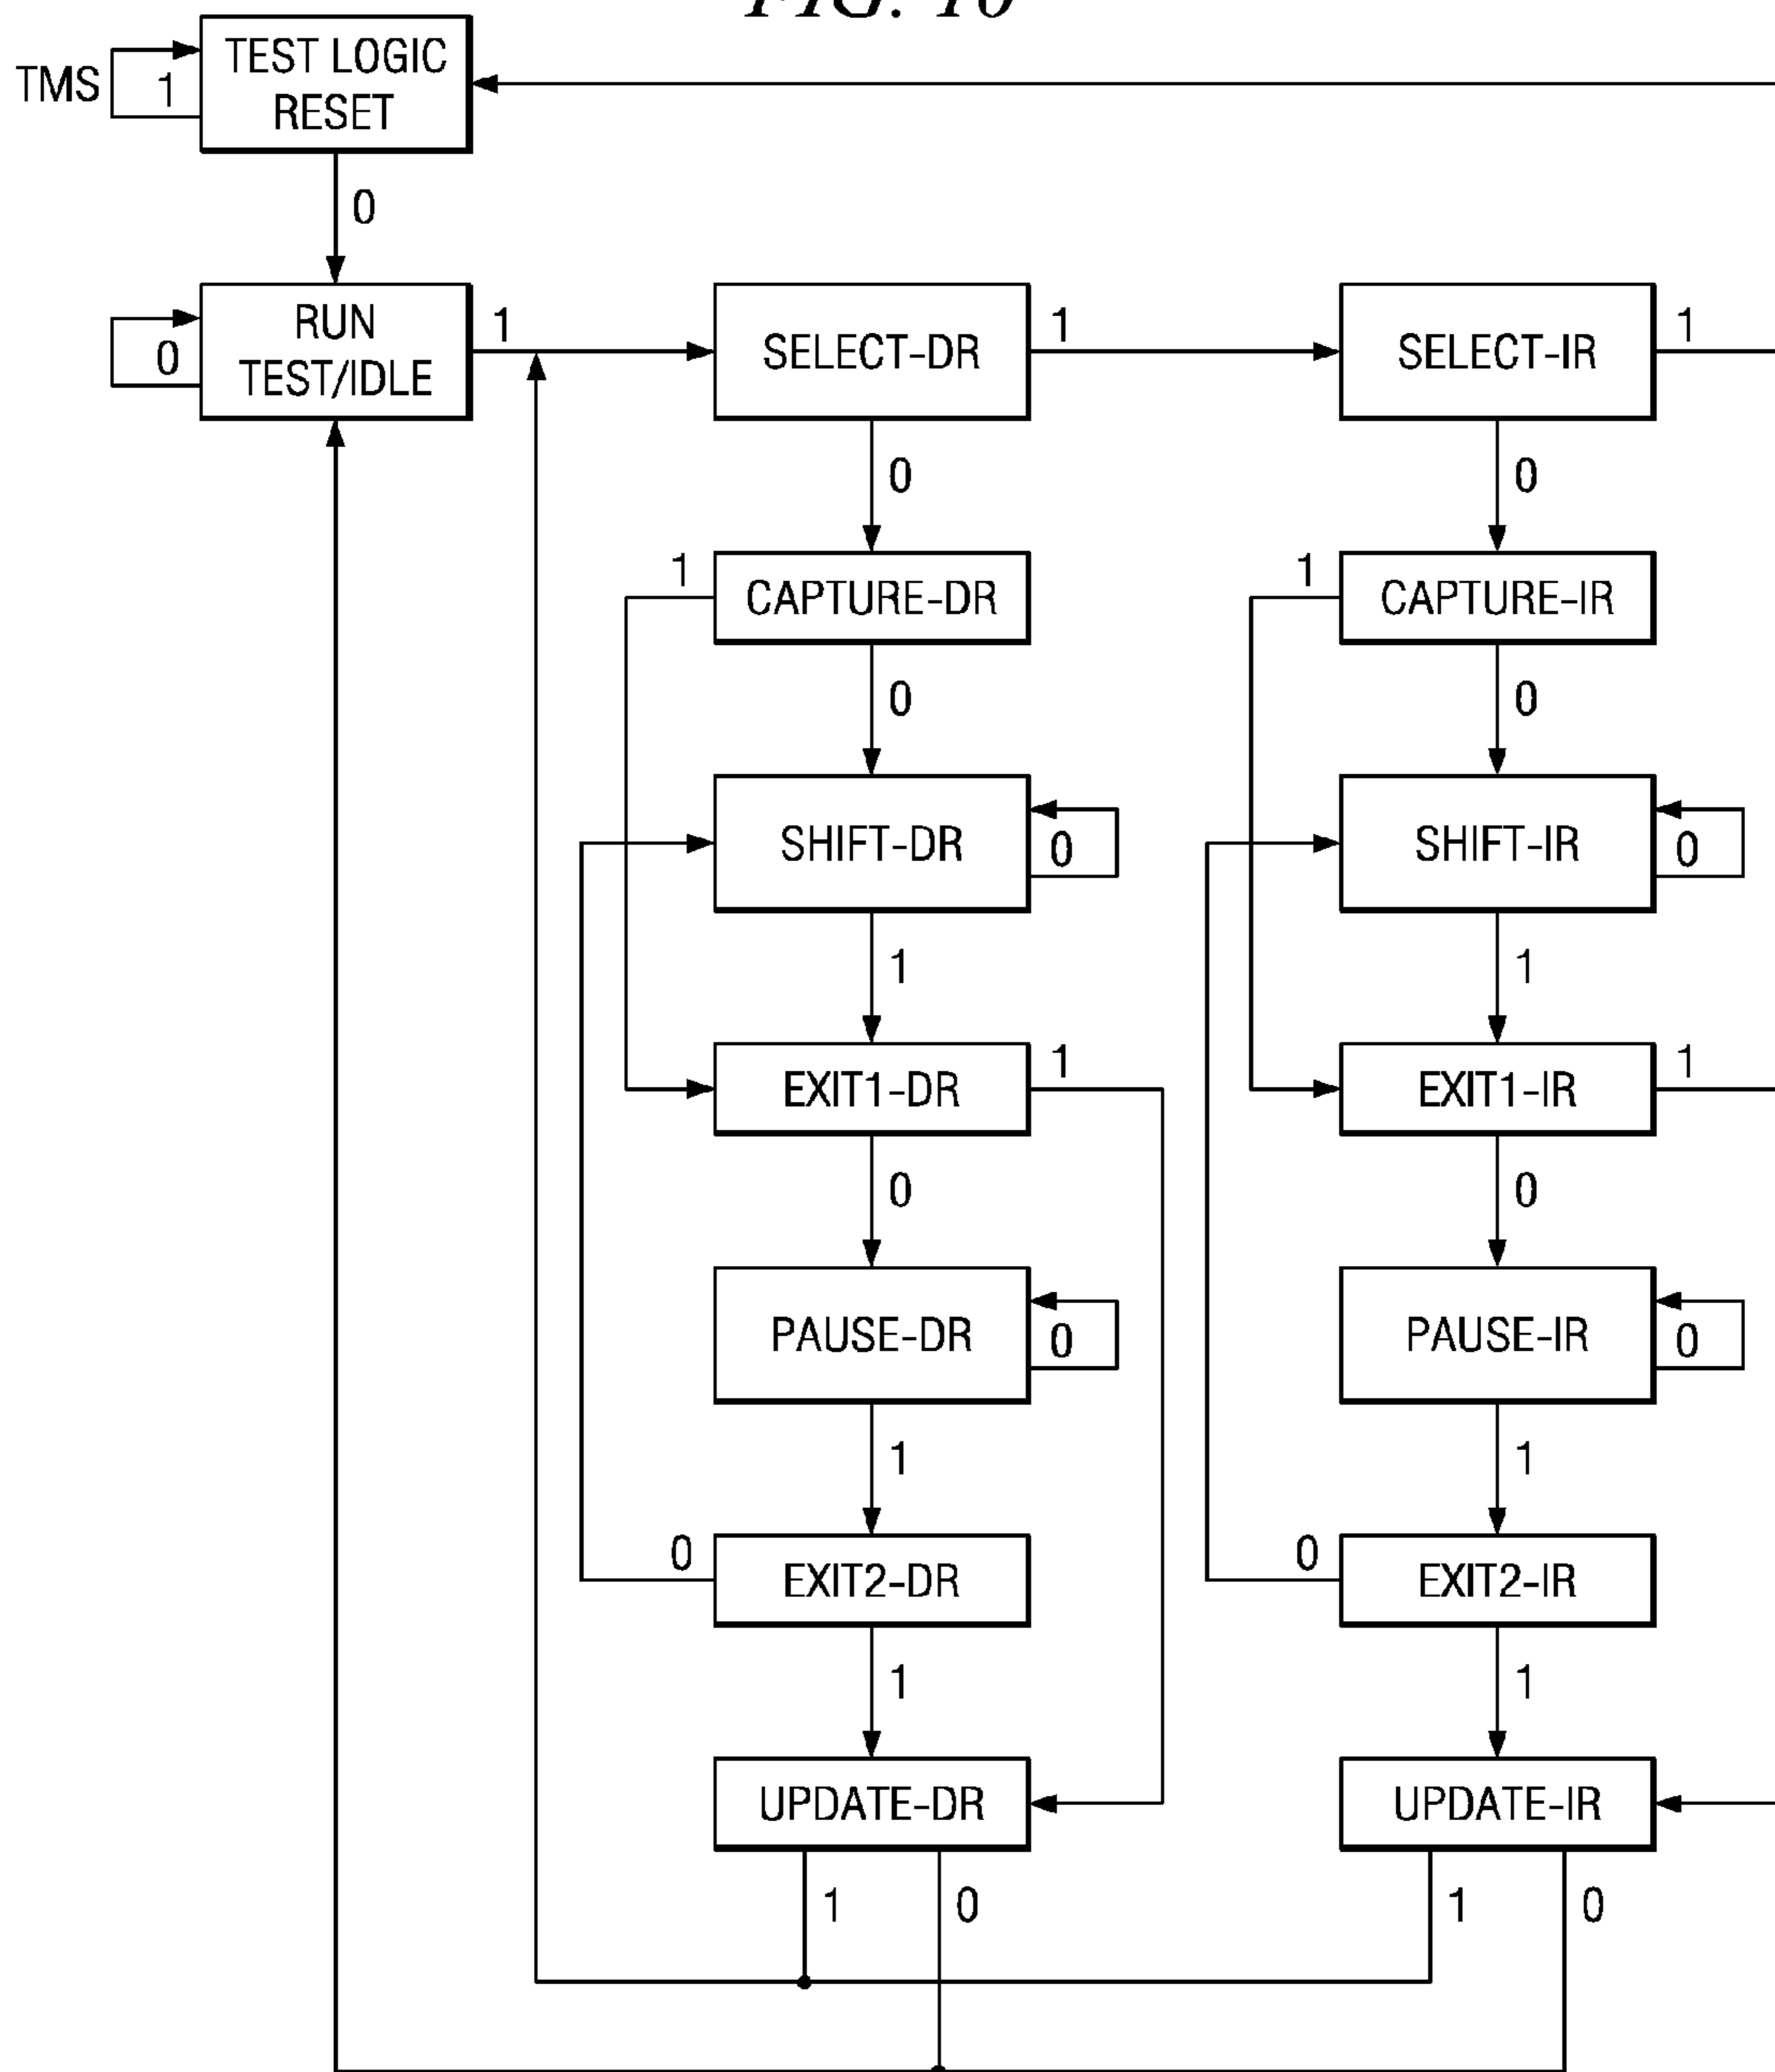 FIG. 10
TEST LOGIC
RESET
TMS
1
0
RUN
TEST/IDLE
0
1
SELECT-DR
1
SELECT-IR
1
0
0
1
CAPTURE-DR
1
CAPTURE-IR
0
0
SHIFT-DR
0
SHIFT-IR
0
1
1
EXIT1-DR
1
EXIT1-IR
1
0
0
PAUSE-DR
0
PAUSE-IR
0
1
1
0
EXIT2-DR
0
EXIT2-IR
1
1
UPDATE-DR
UPDATE-IR
1
0
1
0